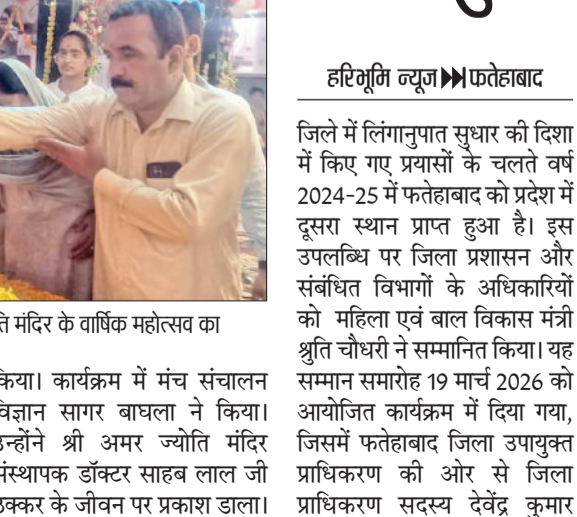 ति मंदिर के वार्षिक महोत्सव का
किया। कार्यक्रम में मंच संचालन
विज्ञान सागर बाघला ने किया।
उन्होंने श्री अमर ज्योति मंदिर
संस्थापक डॉक्टर साहब लाल जी
ठक्कर के जीवन पर प्रकाश डाला।
हरिभूमि न्यूज फतेहाबाद
जिले में लिंगानुपात सुधार की दिशा
में किए गए प्रयासों के चलते वर्ष
2024-25 में फतेहाबाद को प्रदेश में
दूसरा स्थान प्राप्त हुआ है। इस
उपलब्धि पर जिला प्रशासन और
संबंधित विभागों के अधिकारियों
को महिला एवं बाल विकास मंत्री
श्रुति चौधरी ने सम्मानित किया। यह
सम्मान समारोह 19 मार्च 2026 को
आयोजित कार्यक्रम में दिया गया,
जिसमें फतेहाबाद जिला उपायुक्त
प्राधिकरण की ओर से जिला
प्राधिकरण सदस्य देवेंद्र कुमार